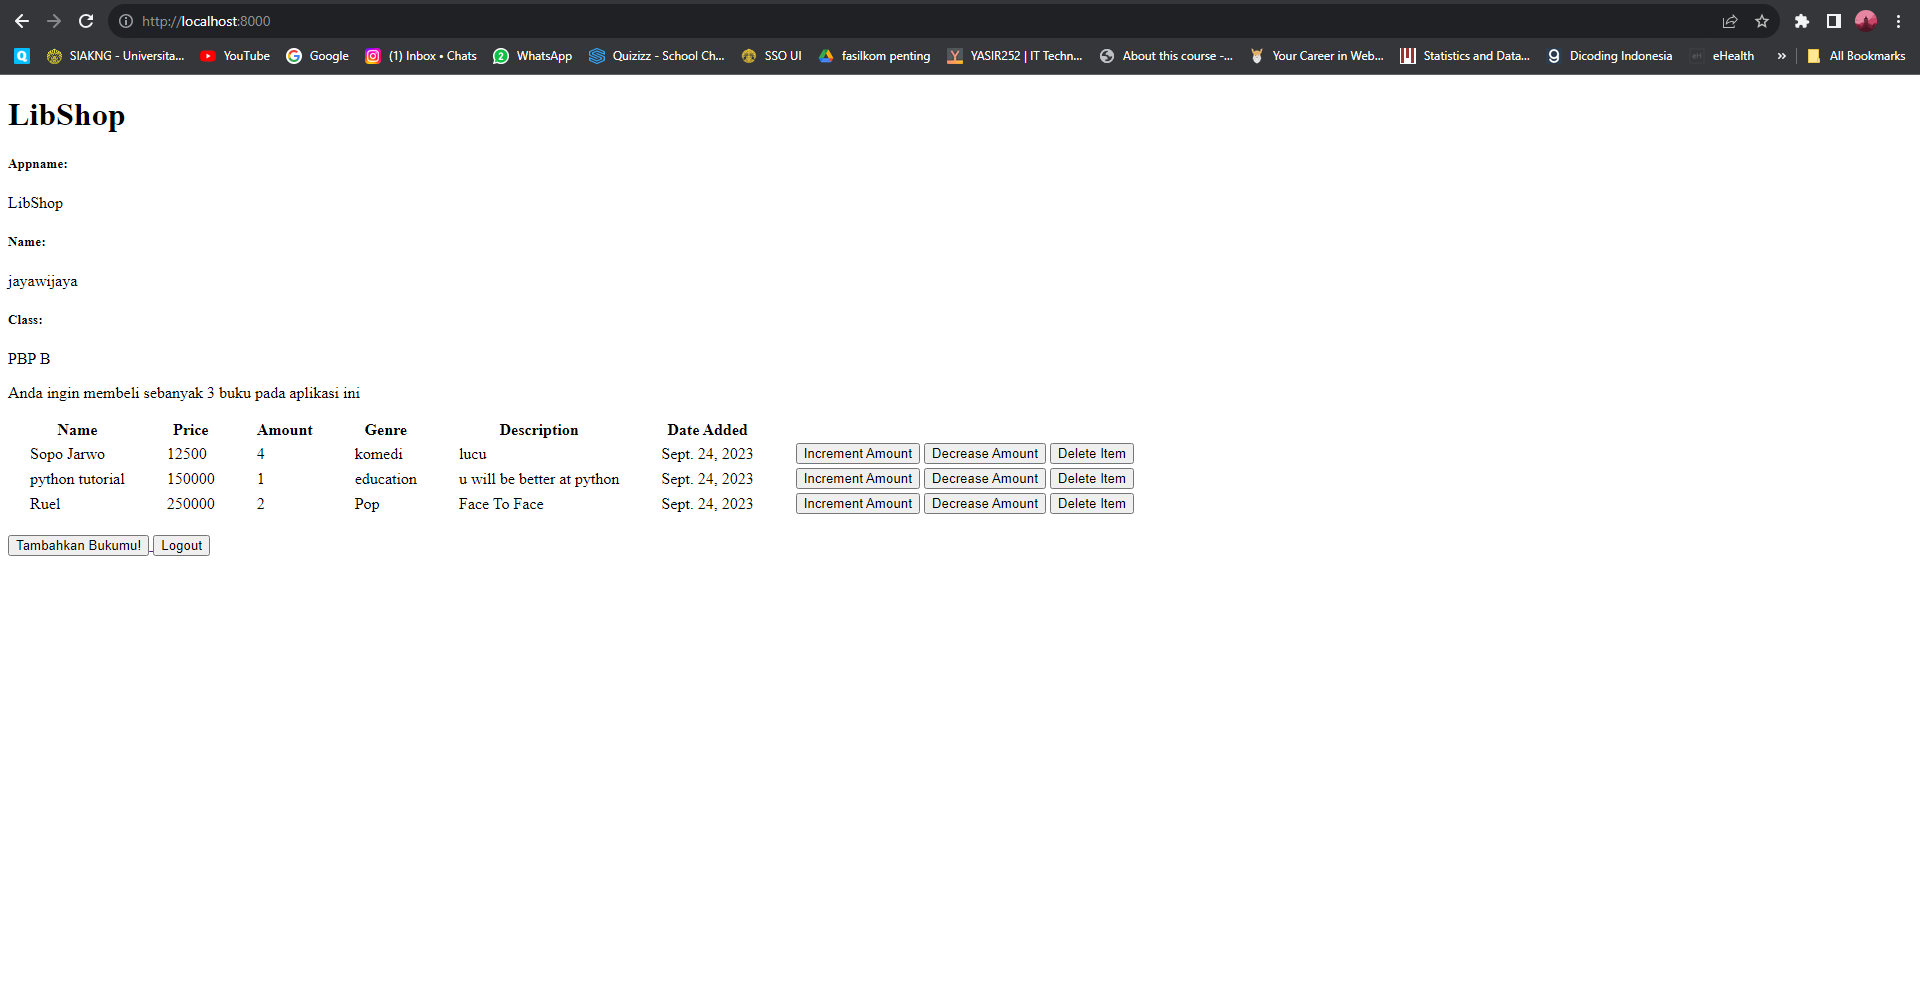 http://localhost:8000
SIAKNG - Universita... YouTube Google (1) Inbox • Chats 2 WhatsApp Quizizz - School Ch... SSO UI fasilkom penting YASIR252 | IT Techn... About this course -... Your Career in Web... Statistics and Data... Dicoding Indonesia eHealth » All Bookmarks
LibShop
Appname:
LibShop
Name:
jayawijaya
Class:
PBP B
Anda ingin membeli sebanyak 3 buku pada aplikasi ini
Name Price Amount Genre Description Date Added
Sopo Jarwo 12500 4 komedi lucu Sept. 24, 2023 Increment Amount Decrease Amount Delete Item
python tutorial 150000 1 education u will be better at python Sept. 24, 2023 Increment Amount Decrease Amount Delete Item
Ruel 250000 2 Pop Face To Face Sept. 24, 2023 Increment Amount Decrease Amount Delete Item
Tambahkan Bukumu! Logout